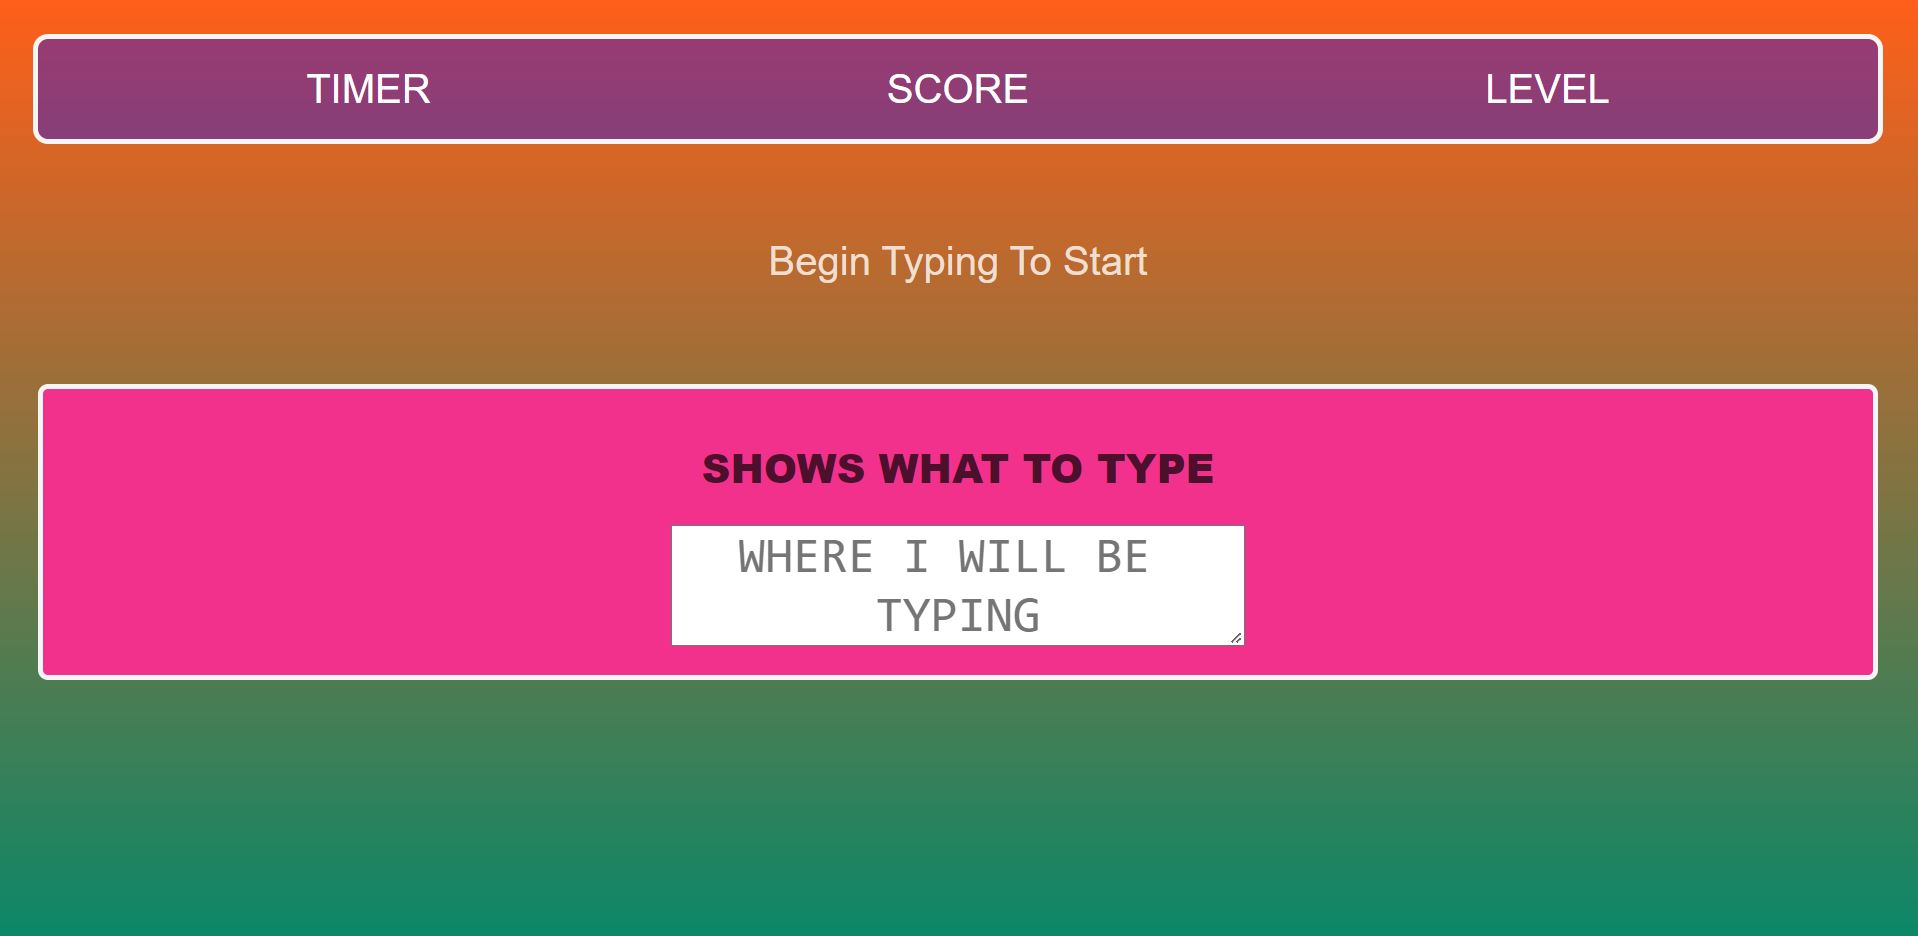 TIMER SCORE LEVEL
Begin Typing To Start
SHOWS WHAT TO TYPE
WHERE I WILL BE
TYPING